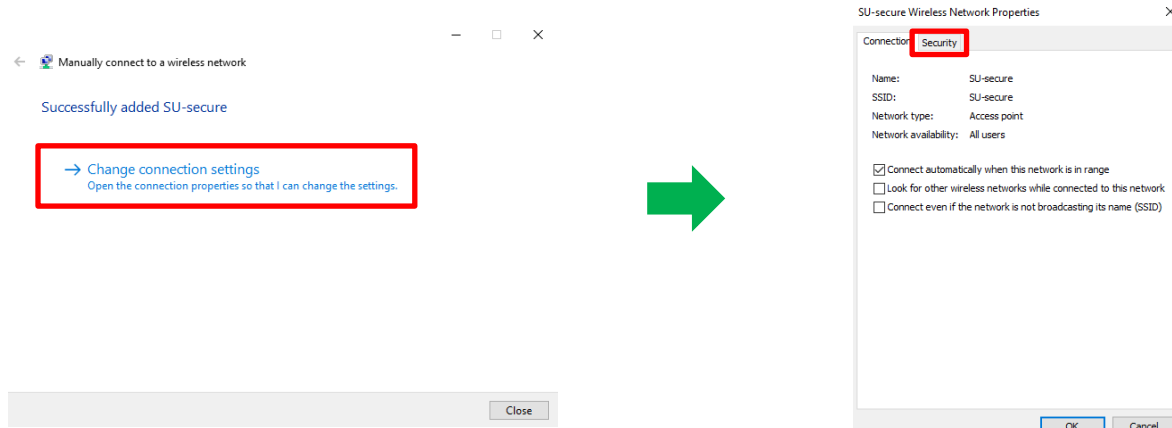 Manually connect to a wireless network
Successfully added SU-secure
Change connection settings
Open the connection properties so that I can change the settings.
Close
SU-secure Wireless Network Properties
Connection Security
Name: SU-secure
SSID: SU-secure
Network type: Access point
Network availability: All users
Connect automatically when this network is in range
Look for other wireless networks while connected to this network
Connect even if the network is not broadcasting its name (SSID)
OK Cancel